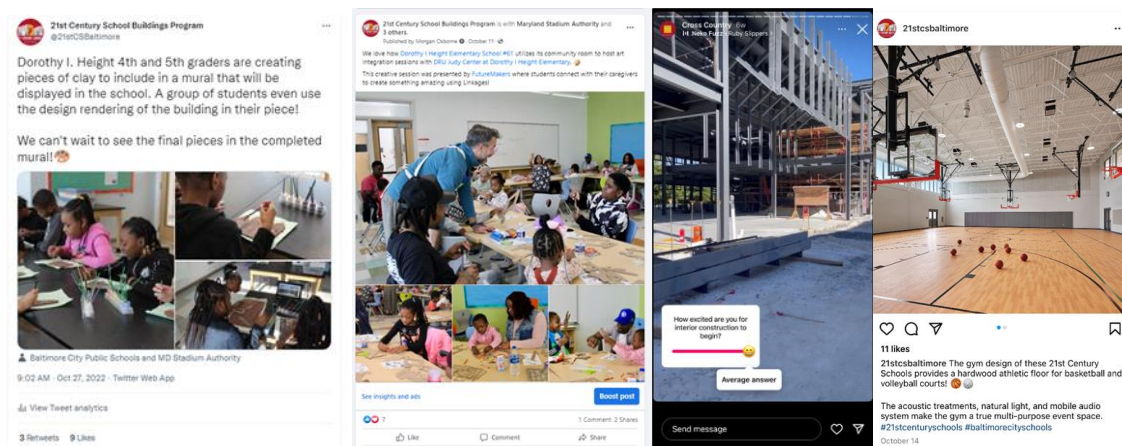 21st Century School Buildings Program
@21stCSBaltimore
Dorothy I. Height 4th and 5th graders are creating
pieces of clay to include in a mural that will be
displayed in the school. A group of students even use
the design rendering of the building in their piece!
We can't wait to see the final pieces in the completed
mural!
Baltimore City Public Schools and MD Stadium Authority
9:02 AM · Oct 27, 2022 · Twitter Web App
View Tweet analytics
3 Retweets 9 Likes
21st Century School Buildings Program is with Maryland Stadium Authority and
3 others.
Published by Morgan Osborne · October 11 ·
We love how Dorothy I Height Elementary School #61 utilizes its community room to host art
integration sessions with DRU Judy Center at Dorothy I Height Elementary.
This creative session was presented by FutureMakers where students connect with their caregivers
to create something amazing using Linkages!
See insights and ads
Boost post
7
1 Comment 2 Shares
Like
Comment
Share
Cross Country 6w
Ruby Slippers >
How excited are you for
interior construction to
begin?
Average answer
Send message
21stcsbaltimore
11 likes
21stcsbaltimore The gym design of these 21st Century
Schools provides a hardwood athletic floor for basketball and
volleyball courts!
The acoustic treatments, natural light, and mobile audio
system make the gym a true multi-purpose event space.
#21stcenturyschools #baltimorecityschools
October 14